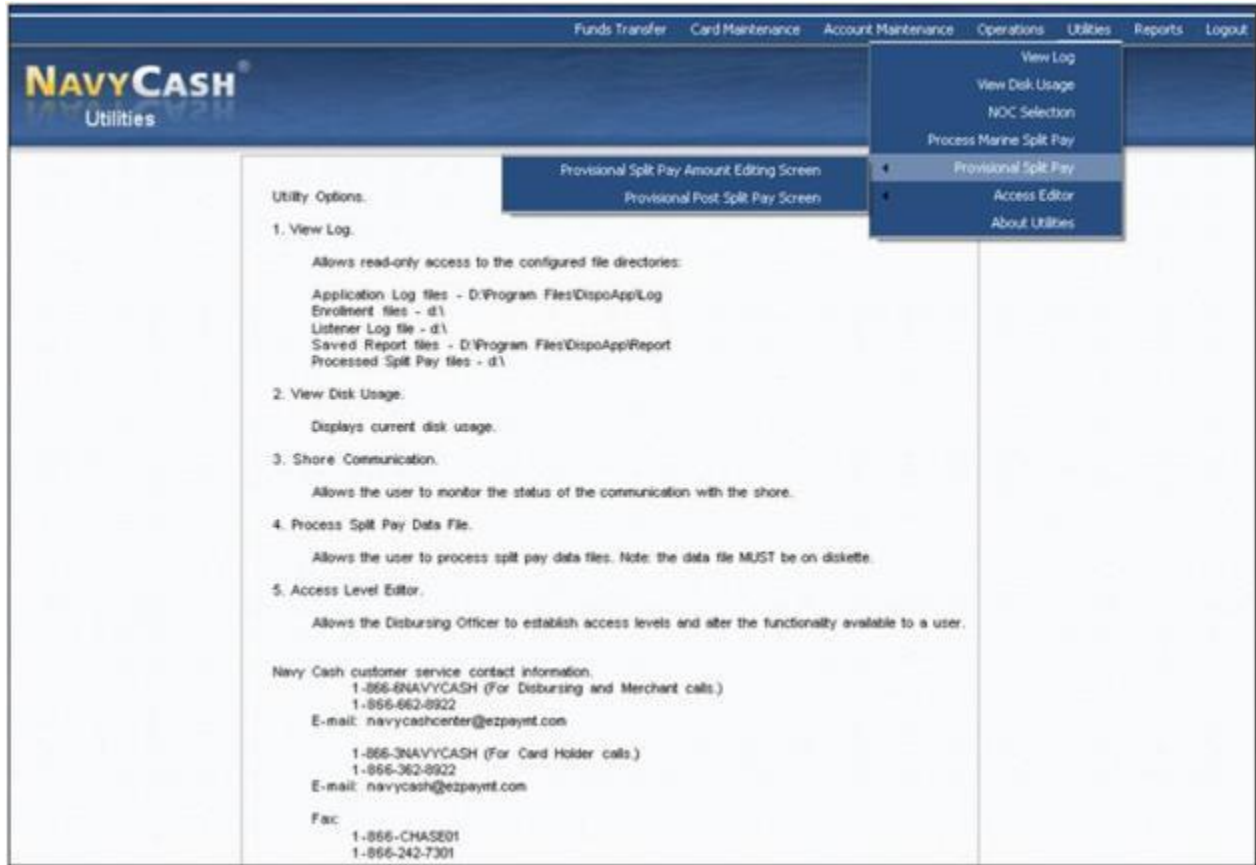 Funds Transfer Card Maintenance Account Maintenance Operations Utilities Reports Logout
NAVYCASH®
Utilities
View Log
View Disk Usage
NOC Selection
Process Marine Split Pay
Provisional Split Pay
Access Editor
About Utilities
Provisional Split Pay Amount Editing Screen
Provisional Post Split Pay Screen
Utility Options.
1. View Log.
Allows read-only access to the configured file directories:
Application Log files - D:\Program Files\DispoApp\Log
Enrollment files - d:\
Listener Log file - d:\
Saved Report files - D:\Program Files\DispoApp\Report
Processed Split Pay files - d:\
2. View Disk Usage.
Displays current disk usage.
3. Shore Communication.
Allows the user to monitor the status of the communication with the shore.
4. Process Split Pay Data File.
Allows the user to process split pay data files. Note: the data file MUST be on diskette.
5. Access Level Editor.
Allows the Disbursing Officer to establish access levels and alter the functionality available to a user.
Navy Cash customer service contact information.
1-866-6NAVYCASH (For Disbursing and Merchant calls.)
1-866-662-8922
E-mail: navycashcenter@ezpaymt.com
1-866-3NAVYCASH (For Card Holder calls.)
1-866-362-8922
E-mail: navycash@ezpaymt.com
Fax:
1-866-CHASE01
1-866-242-7301